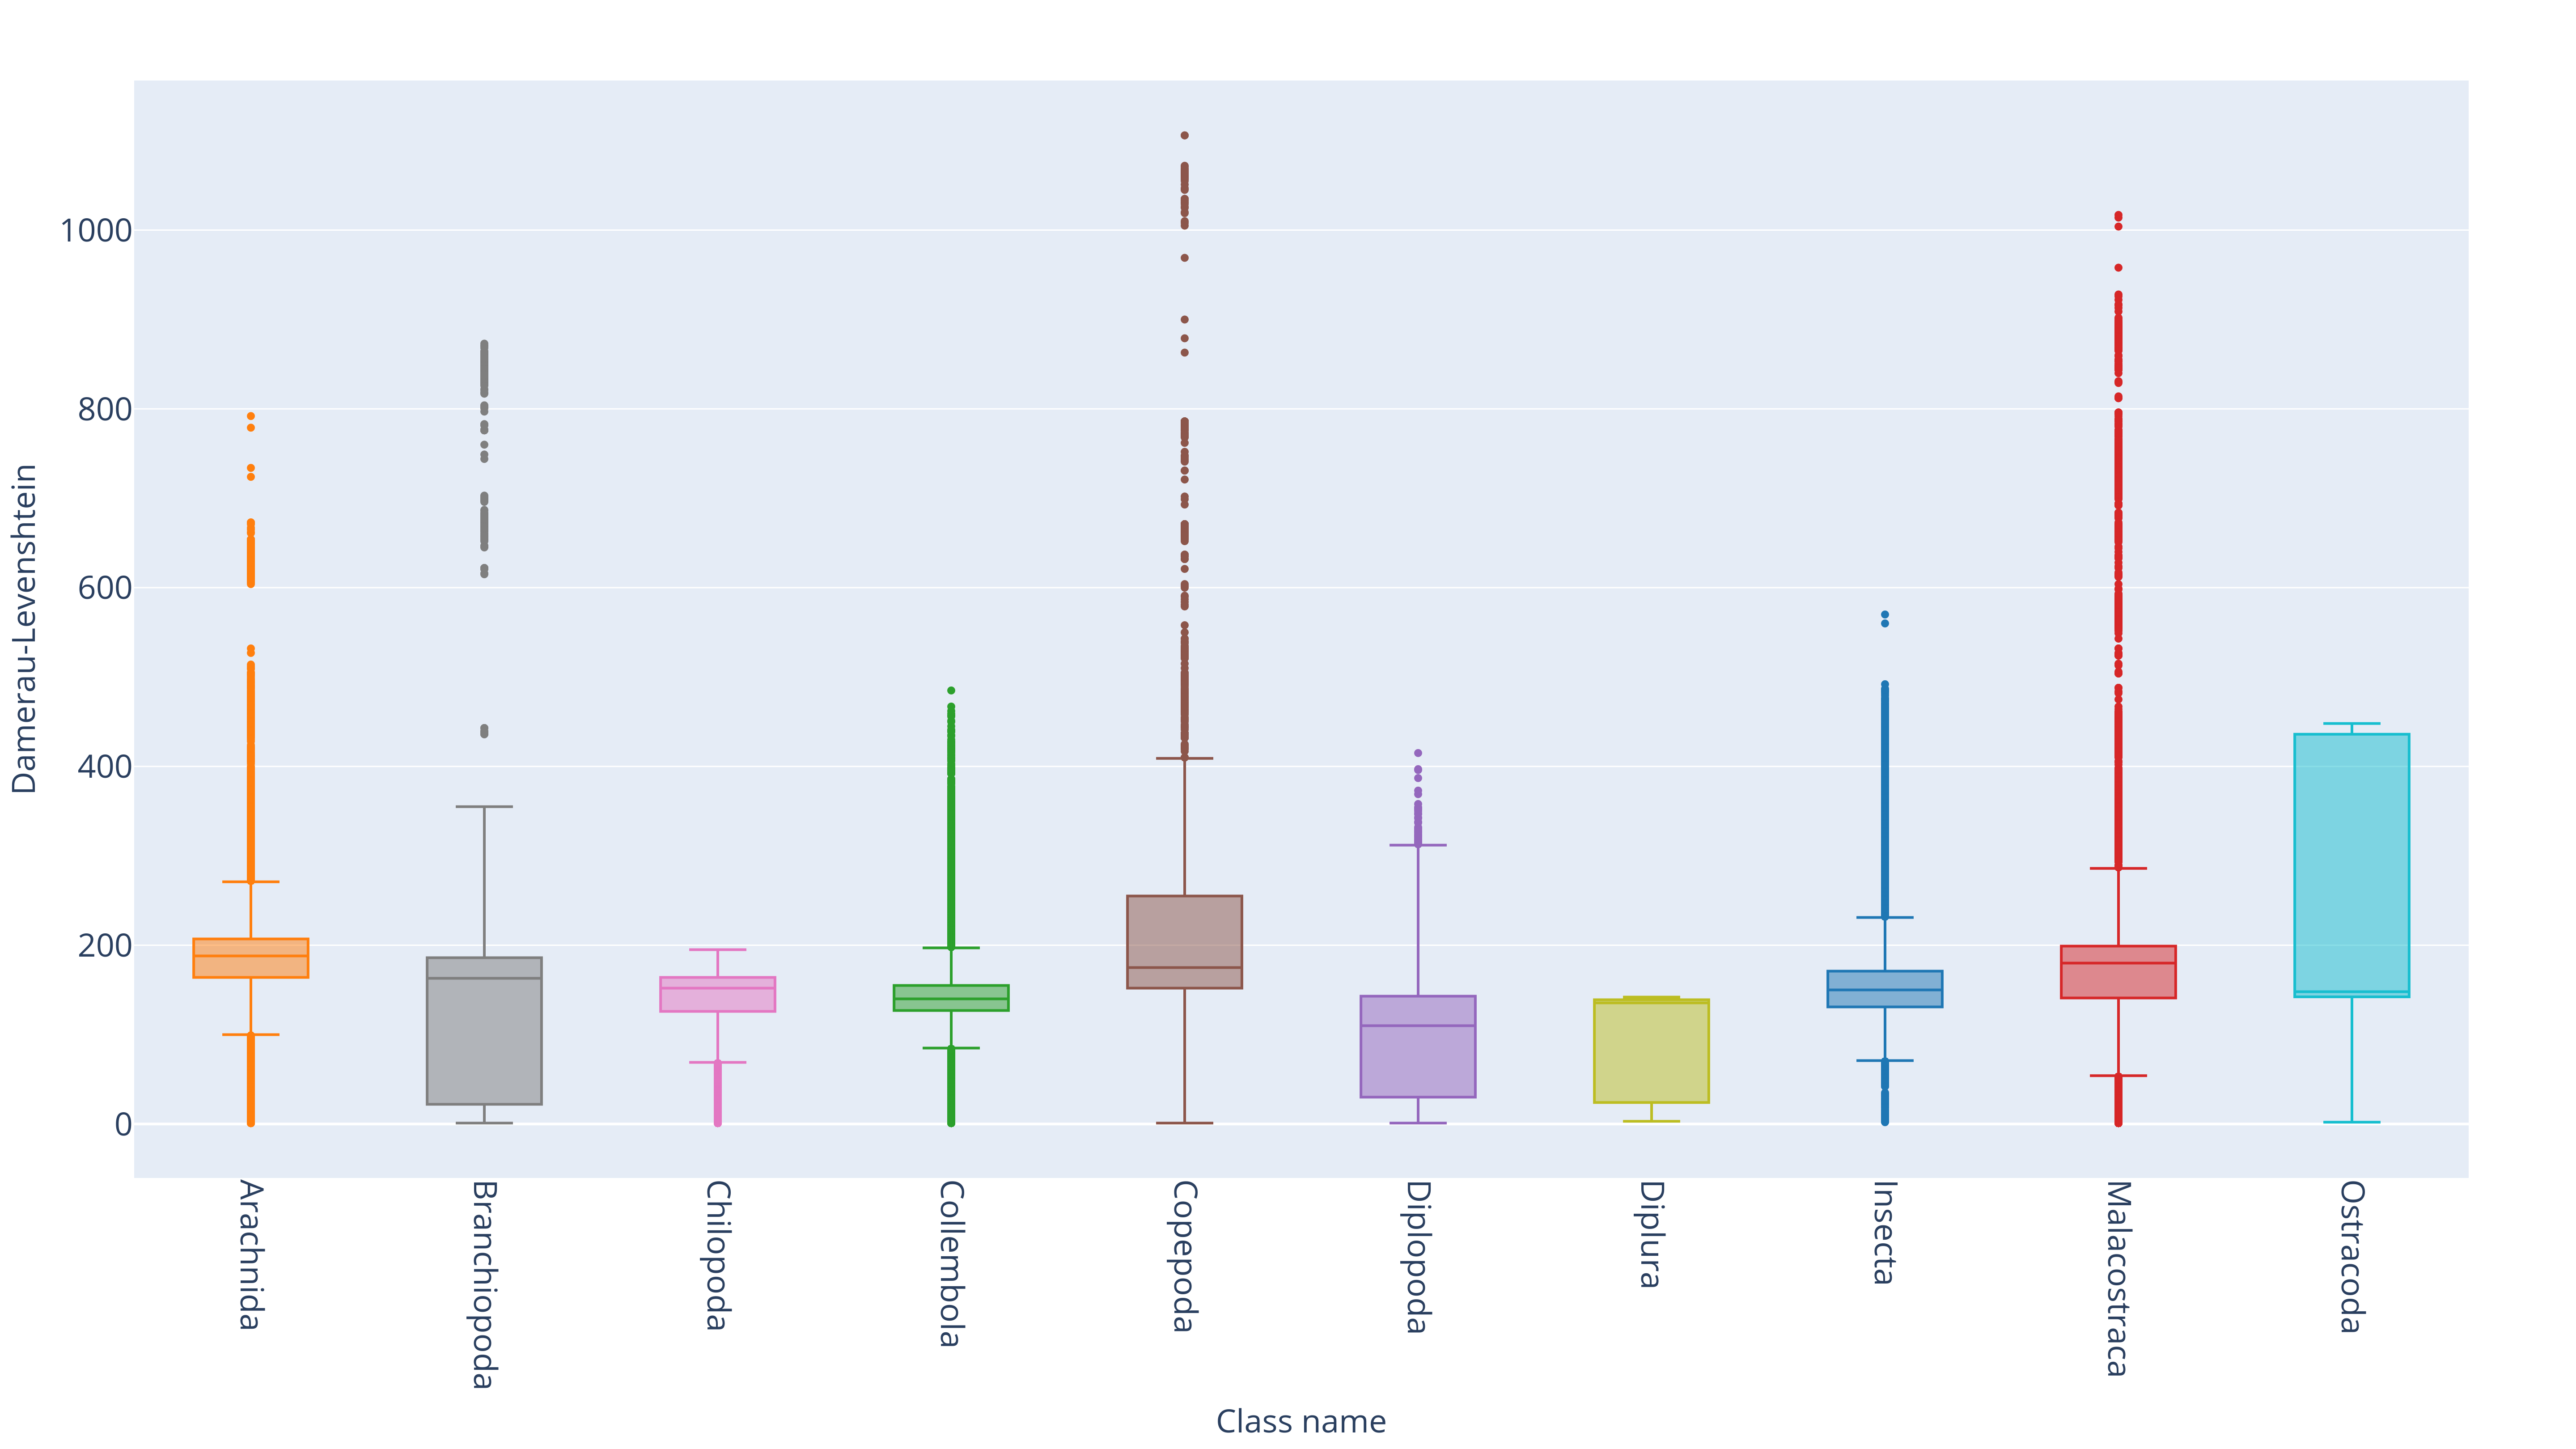 Damerau-Levenshtein
1000
800
600
400
200
0
Arachnida
Branchiopoda
Chilopoda
Collembola
Copepoda
Diplopoda
Diplura
Insecta
Malacostraca
Ostracoda
Class name